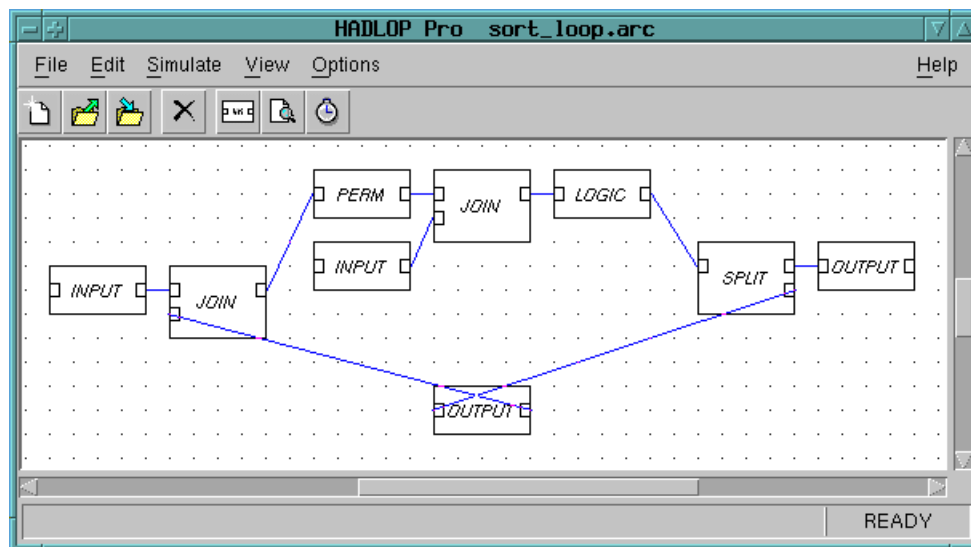 HADLOP Pro sort_loop.arc
File Edit Simulate View Options Help
PERM
JOIN
LOGIC
INPUT
SPLIT
OUTPUT
INPUT
JOIN
OUTPUT
READY